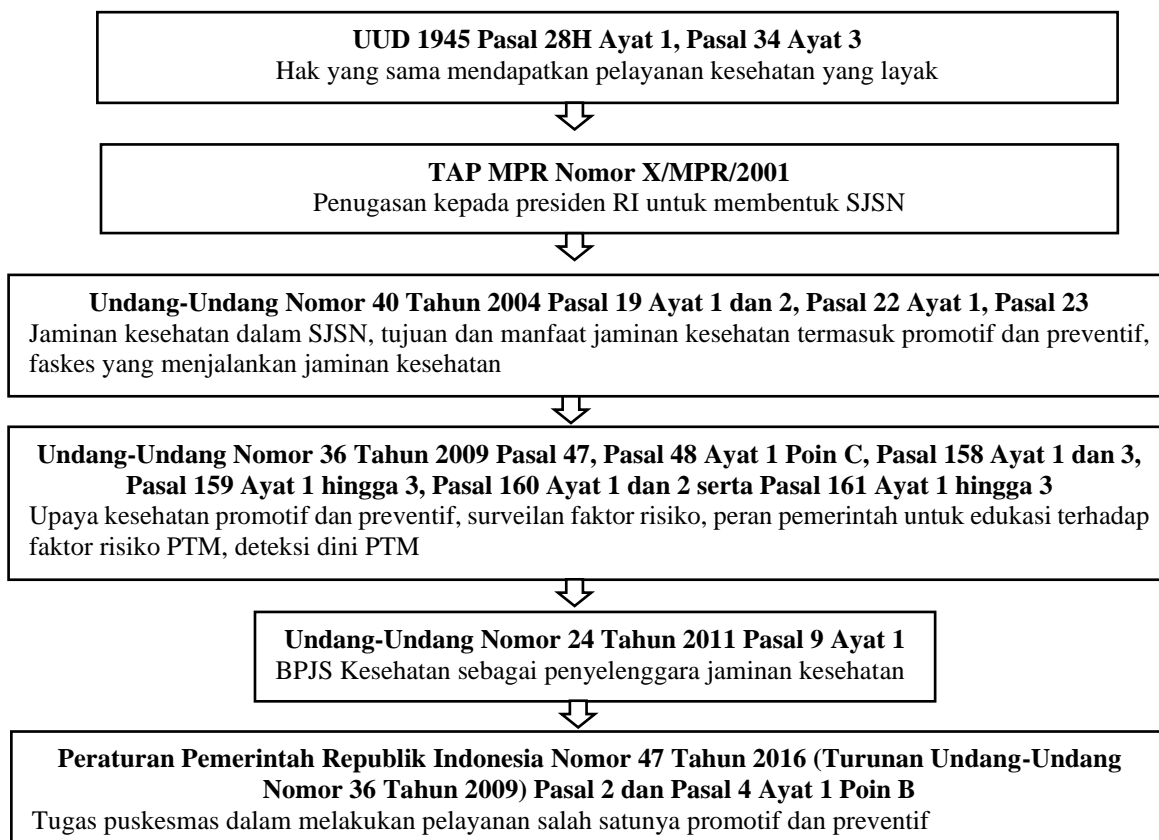 UUD 1945 Pasal 28H Ayat 1, Pasal 34 Ayat 3
Hak yang sama mendapatkan pelayanan kesehatan yang layak
TAP MPR Nomor X/MPR/2001
Penugasan kepada presiden RI untuk membentuk SJSN
Undang-Undang Nomor 40 Tahun 2004 Pasal 19 Ayat 1 dan 2, Pasal 22 Ayat 1, Pasal 23
Jaminan kesehatan dalam SJSN, tujuan dan manfaat jaminan kesehatan termasuk promotif dan preventif,
faskes yang menjalankan jaminan kesehatan
Undang-Undang Nomor 36 Tahun 2009 Pasal 47, Pasal 48 Ayat 1 Poin C, Pasal 158 Ayat 1 dan 3,
Pasal 159 Ayat 1 hingga 3, Pasal 160 Ayat 1 dan 2 serta Pasal 161 Ayat 1 hingga 3
Upaya kesehatan promotif dan preventif, surveilan faktor risiko, peran pemerintah untuk edukasi terhadap
faktor risiko PTM, deteksi dini PTM
Undang-Undang Nomor 24 Tahun 2011 Pasal 9 Ayat 1
BPJS Kesehatan sebagai penyelenggara jaminan kesehatan
Peraturan Pemerintah Republik Indonesia Nomor 47 Tahun 2016 (Turunan Undang-Undang
Nomor 36 Tahun 2009) Pasal 2 dan Pasal 4 Ayat 1 Poin B
Tugas puskesmas dalam melakukan pelayanan salah satunya promotif dan preventif